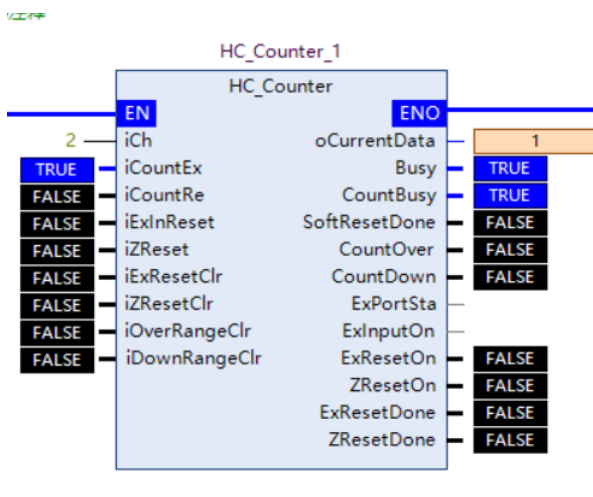 HC_Counter_1
HC_Counter
EN ENO
2 iCh oCurrentData 1
TRUE iCountEx Busy TRUE
FALSE iCountRe CountBusy TRUE
FALSE iExInReset SoftResetDone FALSE
FALSE iZReset CountOver FALSE
FALSE iExResetClr CountDown FALSE
FALSE iZResetClr ExPortSta
FALSE iOverRangeClr ExInputOn
FALSE iDownRangeClr ExResetOn FALSE
ZResetOn FALSE
ExResetDone FALSE
ZResetDone FALSE